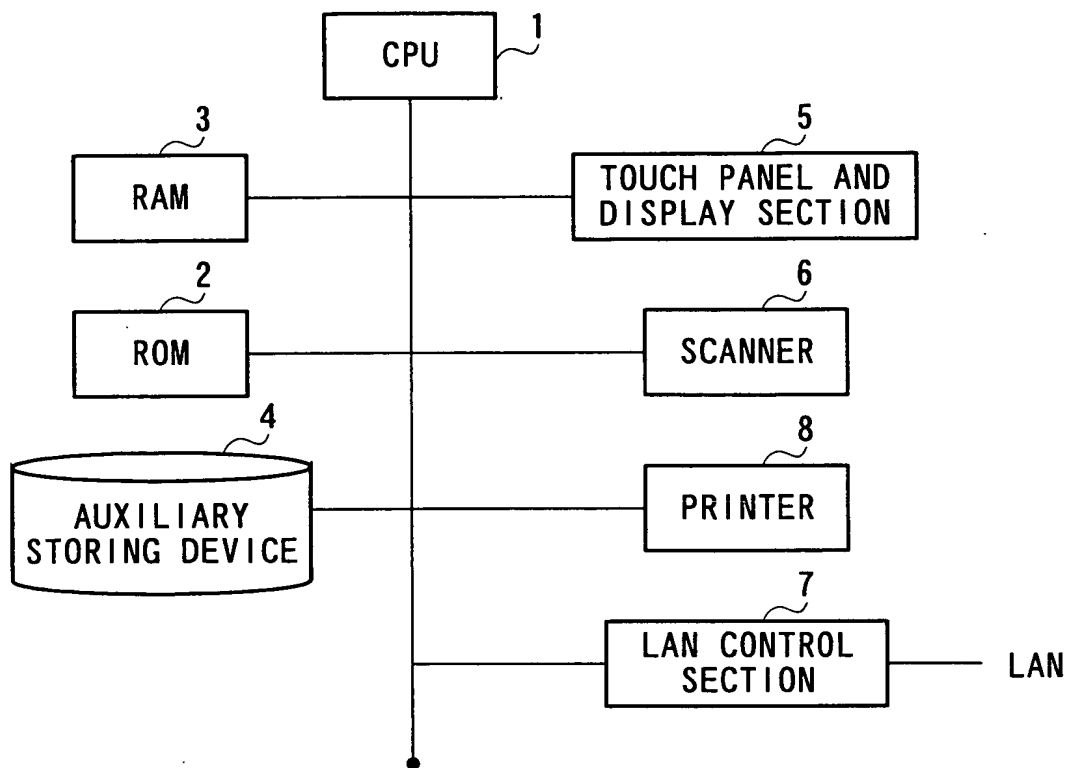 1
CPU
3
RAM
5
TOUCH PANEL AND
DISPLAY SECTION
2
ROM
6
SCANNER
4
AUXILIARY
STORING DEVICE
8
PRINTER
7
LAN CONTROL
SECTION
LAN